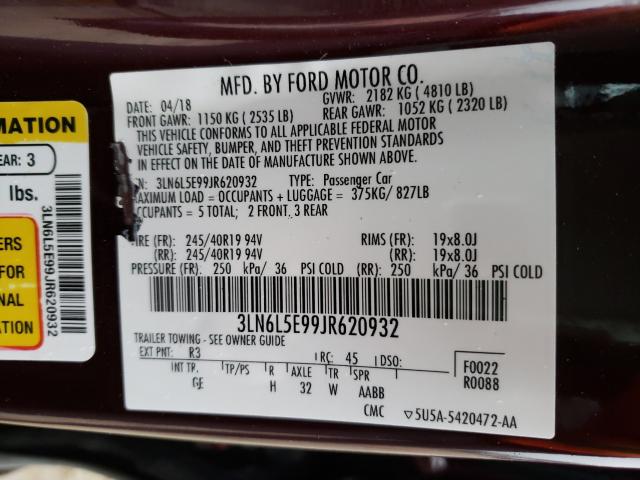 MFD. BY FORD MOTOR CO.
04/18 GVWR: 2182 KG ( 4810 LB)
FRONT GAWR: 1150 KG ( 2535 LB) REAR GAWR: 1052 KG ( 2320 LB)
THIS VEHICLE CONFORMS TO ALL APPLICABLE FEDERAL MOTOR
VEHICLE SAFETY, BUMPER, AND THEFT PREVENTION STANDARDS
IN EFFECT ON THE DATE OF MANUFACTURE SHOWN ABOVE.
3LN6L5E99JR620932 TYPE: Passenger Car
MAXIMUM LOAD = OCCUPANTS + LUGGAGE = 375KG/ 827LB
OCCUPANTS = 5 TOTAL; 2 FRONT, 3 REAR
IRE (FR): 245/40R19 94V RIMS (FR): 19x8.0J
(RR): 245/40R19 94V (RR): 19x8.0J
PRESSURE (FR): 250 kPa/ 36 PSI COLD (RR): 250 kPa/ 36 PSI COLD
3LN6L5E99JR620932
TRAILER TOWING - SEE OWNER GUIDE
EXT PNT: R3 RC: 45 DSO: F0022
INT TR. TP/PS R AXLE TR SPR R0088
GE H 32 W AABB
CMC ▽5U5A-5420472-AA
MATION
EAR: 3
lbs.
ERS
FOR
NAL
ATION
3LN6L5E99JR620932